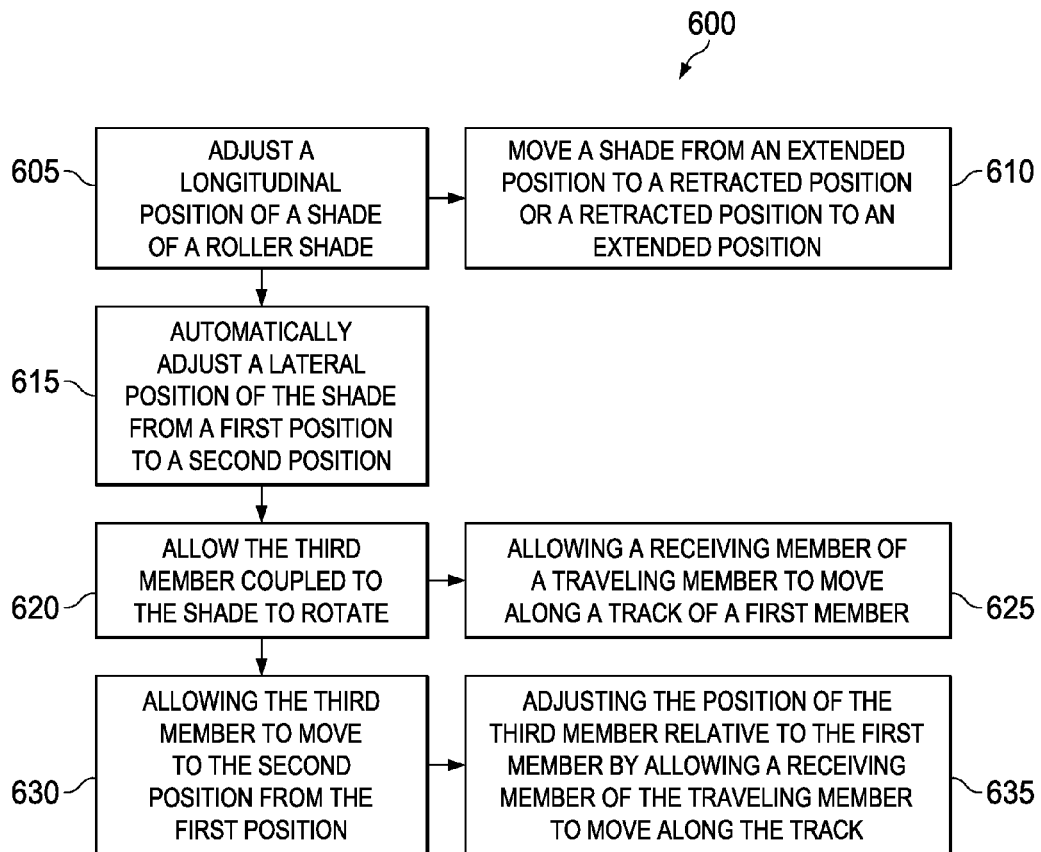 600
605
ADJUST A
LONGITUDINAL
POSITION OF A SHADE
OF A ROLLER SHADE
MOVE A SHADE FROM AN EXTENDED
POSITION TO A RETRACTED POSITION
OR A RETRACTED POSITION TO AN
EXTENDED POSITION
610
615
AUTOMATICALLY
ADJUST A LATERAL
POSITION OF THE SHADE
FROM A FIRST POSITION
TO A SECOND POSITION
620
ALLOW THE THIRD
MEMBER COUPLED TO
THE SHADE TO ROTATE
ALLOWING A RECEIVING MEMBER OF
A TRAVELING MEMBER TO MOVE
ALONG A TRACK OF A FIRST MEMBER
625
630
ALLOWING THE THIRD
MEMBER TO MOVE
TO THE SECOND
POSITION FROM THE
FIRST POSITION
ADJUSTING THE POSITION OF THE
THIRD MEMBER RELATIVE TO THE FIRST
MEMBER BY ALLOWING A RECEIVING
MEMBER OF THE TRAVELING MEMBER
TO MOVE ALONG THE TRACK
635